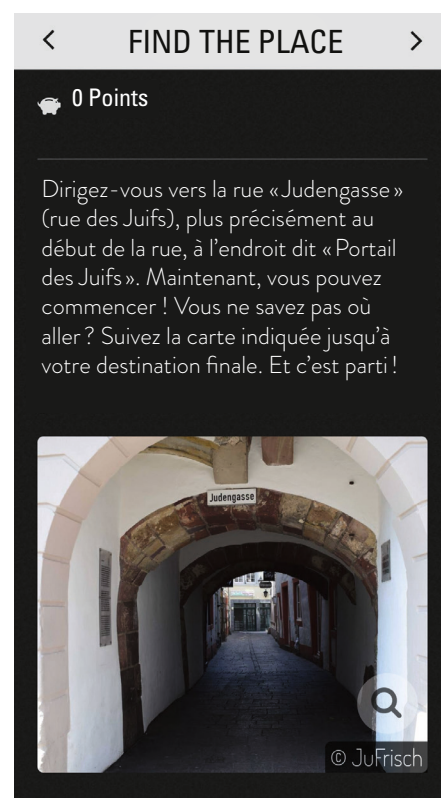 FIND THE PLACE
0 Points
Dirigez-vous vers la rue «Judengasse»
(rue des Juifs), plus précisément au
début de la rue, à l’endroit dit «Portail
des Juifs». Maintenant, vous pouvez
commencer ! Vous ne savez pas où
aller ? Suivez la carte indiquée jusqu’à
votre destination finale. Et c’est parti !
Judengasse
© JuFrisch